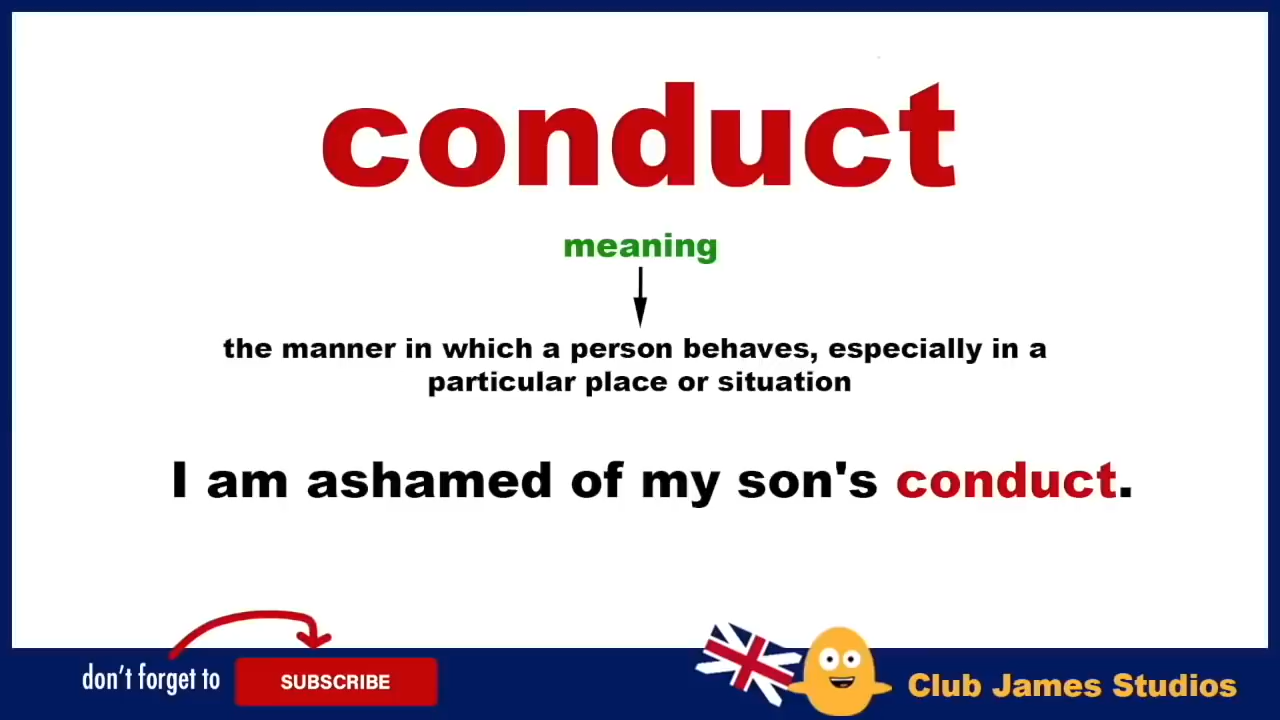 conduct
meaning
the manner in which a person behaves, especially in a
particular place or situation
I am ashamed of my son's conduct.
don't forget to
SUBSCRIBE
Club James Studios